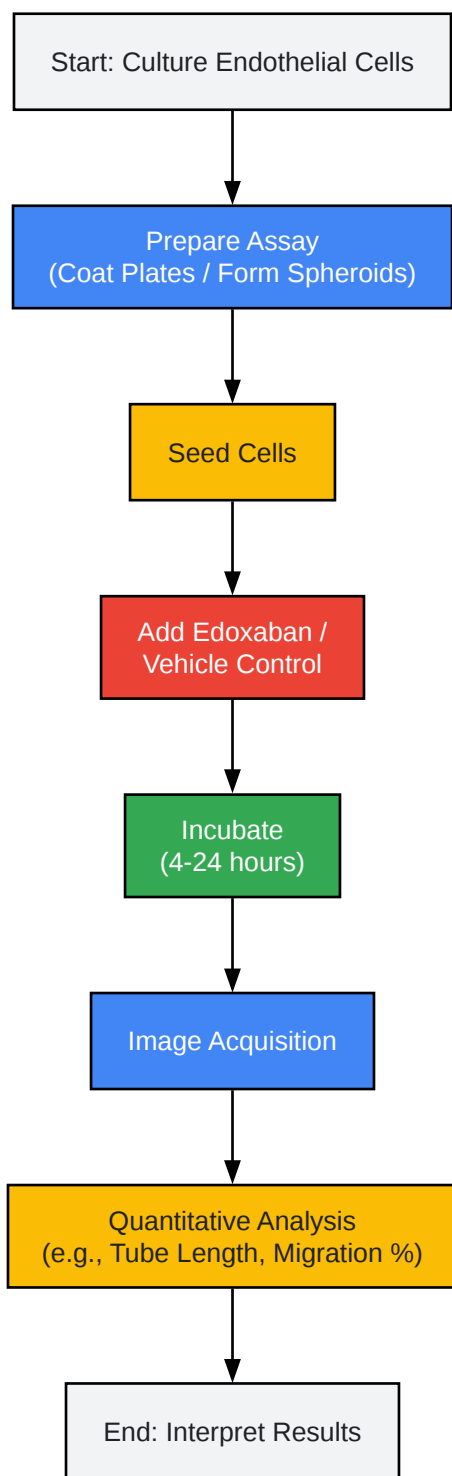 Start: Culture Endothelial Cells
Prepare Assay
(Coat Plates / Form Spheroids)
Seed Cells
Add Edoxaban /
Vehicle Control
Incubate
(4-24 hours)
Image Acquisition
Quantitative Analysis
(e.g., Tube Length, Migration %)
End: Interpret Results